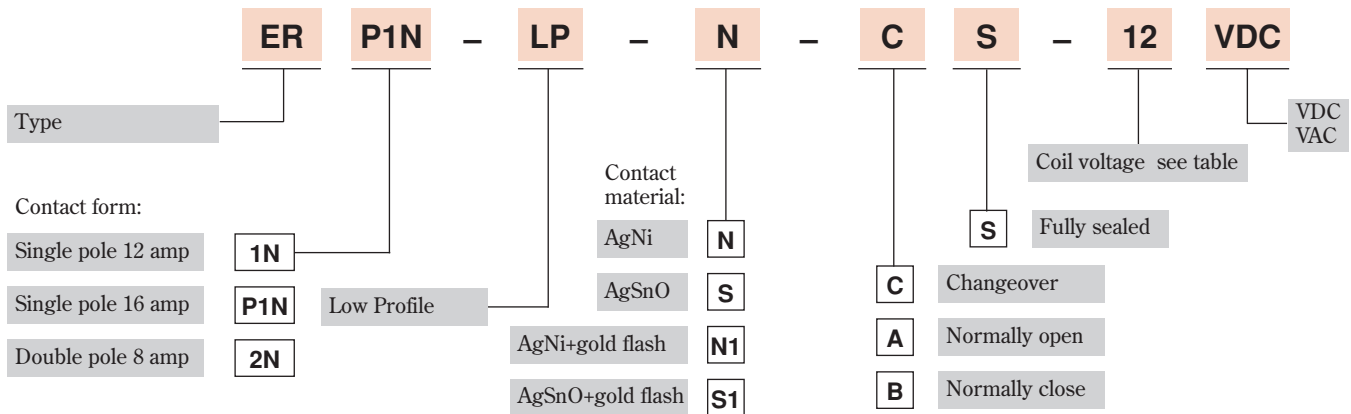 ER P1N – LP – N – C S – 12 VDC
Type
VDC
VAC
Coil voltage see table
Contact
material:
Contact form:
S Fully sealed
AgNi N
Single pole 12 amp 1N
AgSnO S
C Changeover
Single pole 16 amp P1N
Low Profile
AgNi+gold flash N1
A Normally open
Double pole 8 amp 2N
AgSnO+gold flash S1
B Normally close